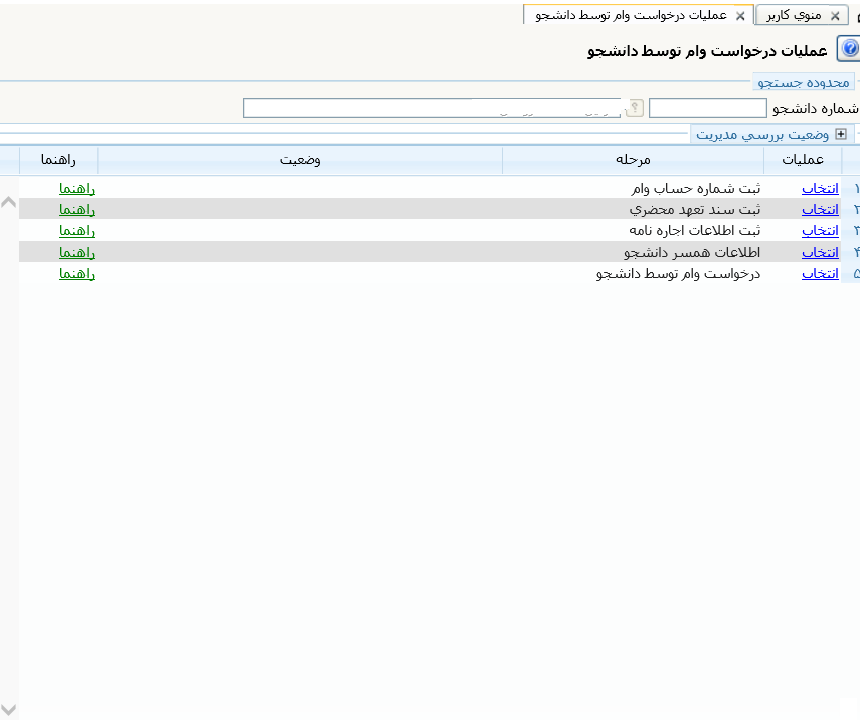 منوي كاربر عمليات درخواست وام توسط دانشجو
عمليات درخواست وام توسط دانشجو
محدوده جستجو
شماره دانشجو
وضعيت بررسي مديريت
عمليات مرحله وضعيت راهنما
۱ انتخاب ثبت شماره حساب وام راهنما
۲ انتخاب ثبت سند تعهد محضري راهنما
۳ انتخاب ثبت اطلاعات اجاره نامه راهنما
۴ انتخاب اطلاعات همسر دانشجو راهنما
۵ انتخاب درخواست وام توسط دانشجو راهنما